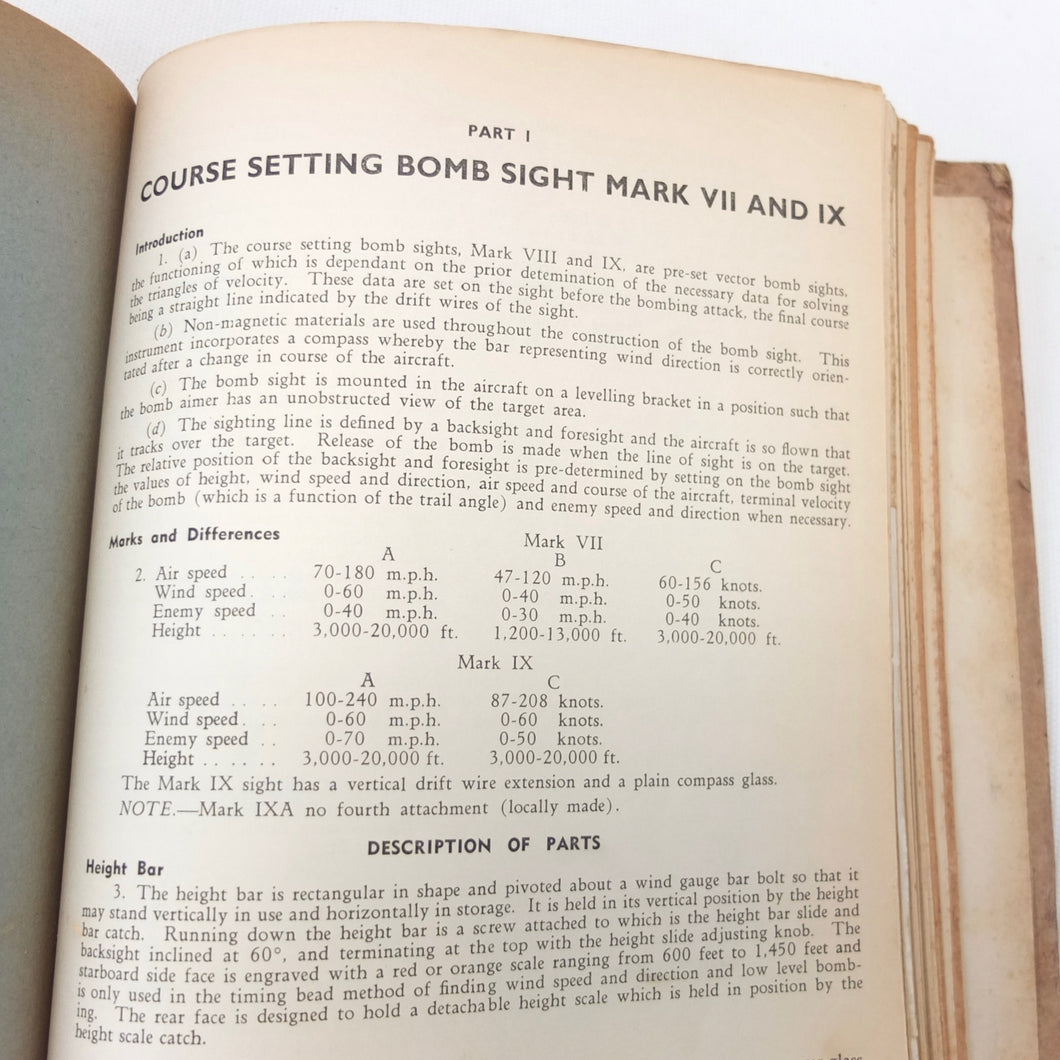 PART I
COURSE SETTING BOMB SIGHT MARK VII AND IX
Introduction
1. (a) The course setting bomb sights, Mark VIII and IX, are pre-set vector bomb sights,
the functioning of which is dependant on the prior detemination of the necessary data for solving
the triangles of velocity. These data are set on the sight before the bombing attack, the final course
being a straight line indicated by the drift wires of the sight.
(b) Non-magnetic materials are used throughout the construction of the bomb sight. This
instrument incorporates a compass whereby the bar representing wind direction is correctly orien-
tated after a change in course of the aircraft.
(c) The bomb sight is mounted in the aircraft on a levelling bracket in a position such that
the bomb aimer has an unobstructed view of the target area.
(d) The sighting line is defined by a backsight and foresight and the aircraft is so flown that
it tracks over the target. Release of the bomb is made when the line of sight is on the target.
The relative position of the backsight and foresight is pre-determined by setting on the bomb sight
the values of height, wind speed and direction, air speed and course of the aircraft, terminal velocity
of the bomb (which is a function of the trail angle) and enemy speed and direction when necessary.
Marks and Differences
Mark VII
A B C
2. Air speed . . . . 70-180 m.p.h. 47-120 m.p.h. 60-156 knots.
Wind speed . . . 0-60 m.p.h. 0-40 m.p.h. 0-50 knots.
Enemy speed . . 0-40 m.p.h. 0-30 m.p.h. 0-40 knots.
Height . . . . . . 3,000-20,000 ft. 1,200-13,000 ft. 3,000-20,000 ft.
Mark IX
A C
Air speed . . . . 100-240 m.p.h. 87-208 knots.
Wind speed . . . 0-60 m.p.h. 0-60 knots.
Enemy speed . . 0-70 m.p.h. 0-50 knots.
Height . . . . . . 3,000-20,000 ft. 3,000-20,000 ft.
The Mark IX sight has a vertical drift wire extension and a plain compass glass.
NOTE.—Mark IXA no fourth attachment (locally made).
DESCRIPTION OF PARTS
Height Bar
3. The height bar is rectangular in shape and pivoted about a wind gauge bar bolt so that it
may stand vertically in use and horizontally in storage. It is held in its vertical position by the height
bar catch. Running down the height bar is a screw attached to which is the height bar slide and
backsight inclined at 60°, and terminating at the top with the height slide adjusting knob. The
starboard side face is engraved with a red or orange scale ranging from 600 feet to 1,450 feet and
is only used in the timing bead method of finding wind speed and direction and low level bomb-
ing. The rear face is designed to hold a detachable height scale which is held in position by the
height scale catch.